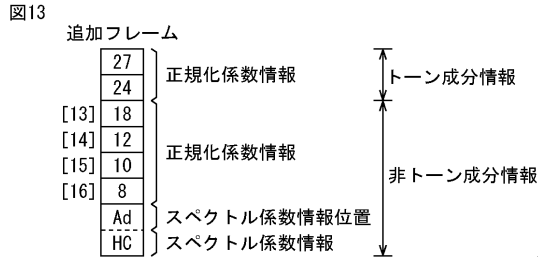 図13
追加フレーム
27
24
正規化係数情報
トーン成分情報
[13] 18
[14] 12
[15] 10
[16] 8
正規化係数情報
非トーン成分情報
Ad スペクトル係数情報位置
HC スペクトル係数情報